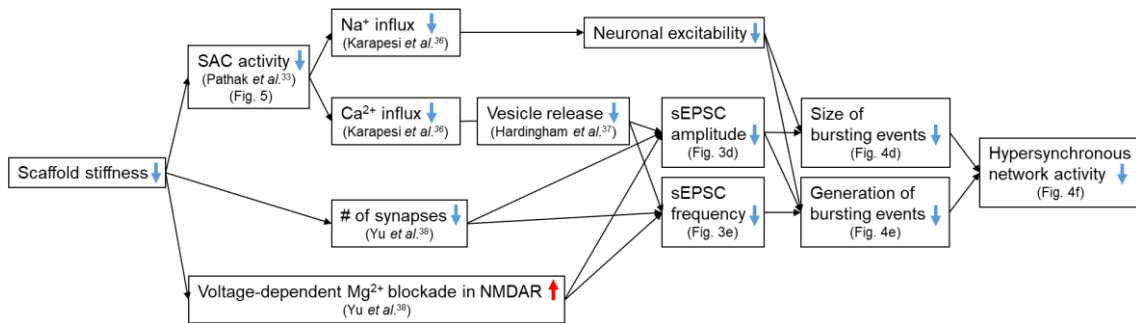 Scaffold stiffness
SAC activity
(Pathak et al.³³)
(Fig. 5)
Na⁺ influx
(Karapesi et al.³⁶)
Ca²⁺ influx
(Karapesi et al.³⁶)
Vesicle release
(Hardingham et al.³⁷)
# of synapses
(Yu et al.³⁸)
Voltage-dependent Mg²⁺ blockade in NMDAR
(Yu et al.³⁸)
Neuronal excitability
sEPSC
amplitude
(Fig. 3d)
sEPSC
frequency
(Fig. 3e)
Size of
bursting events
(Fig. 4d)
Generation of
bursting events
(Fig. 4e)
Hypersynchronous
network activity
(Fig. 4f)